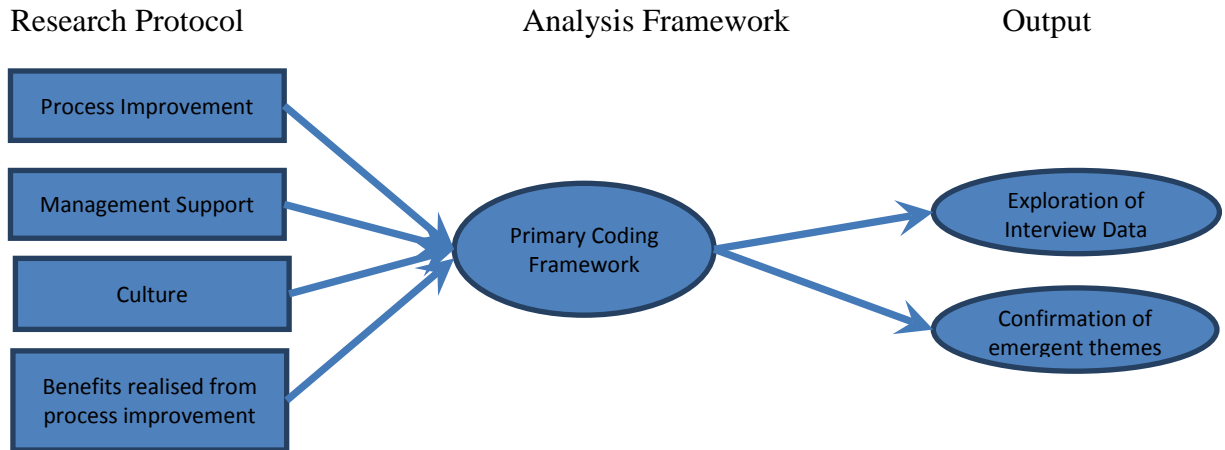 Research Protocol
Analysis Framework
Output
Process Improvement
Management Support
Culture
Benefits realised from
process improvement
Primary Coding
Framework
Exploration of
Interview Data
Confirmation of
emergent themes